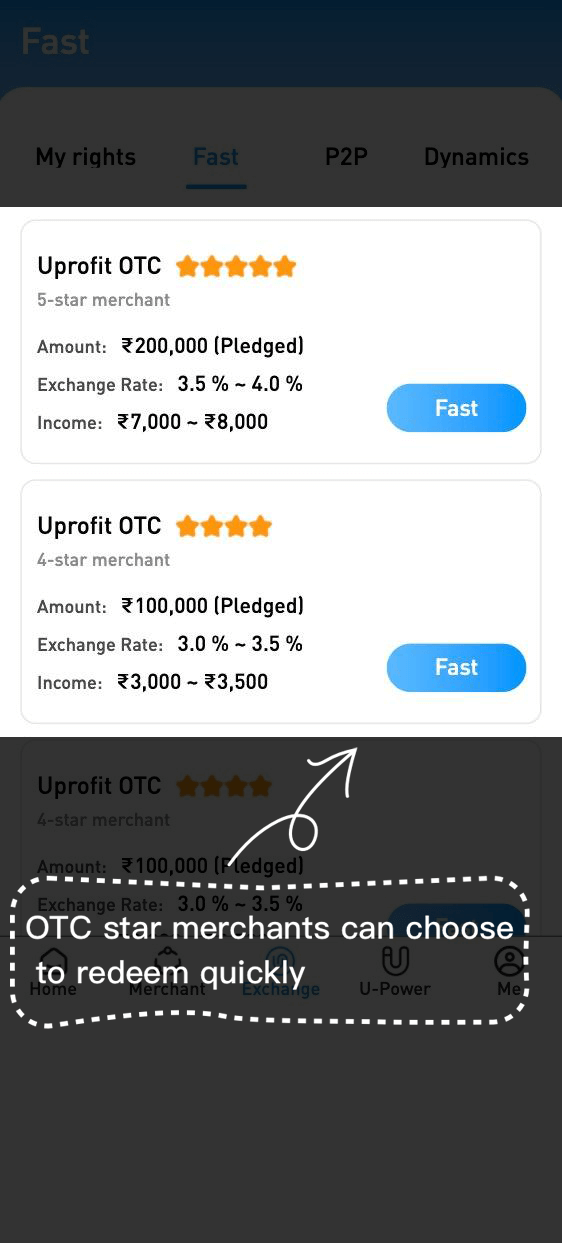 Fast
My rights Fast P2P Dynamics
Uprofit OTC
5-star merchant
Amount: ₹200,000 (Pledged)
Exchange Rate: 3.5 % ~ 4.0 %
Income: ₹7,000 ~ ₹8,000
Fast
Uprofit OTC
4-star merchant
Amount: ₹100,000 (Pledged)
Exchange Rate: 3.0 % ~ 3.5 %
Income: ₹3,000 ~ ₹3,500
Fast
Uprofit OTC
4-star merchant
Amount: ₹100,000 (Pledged)
Exchange Rate: 3.0 % ~ 3.5 %
OTC star merchants can choose
to redeem quickly
Home Merchant Exchange U-Power Me